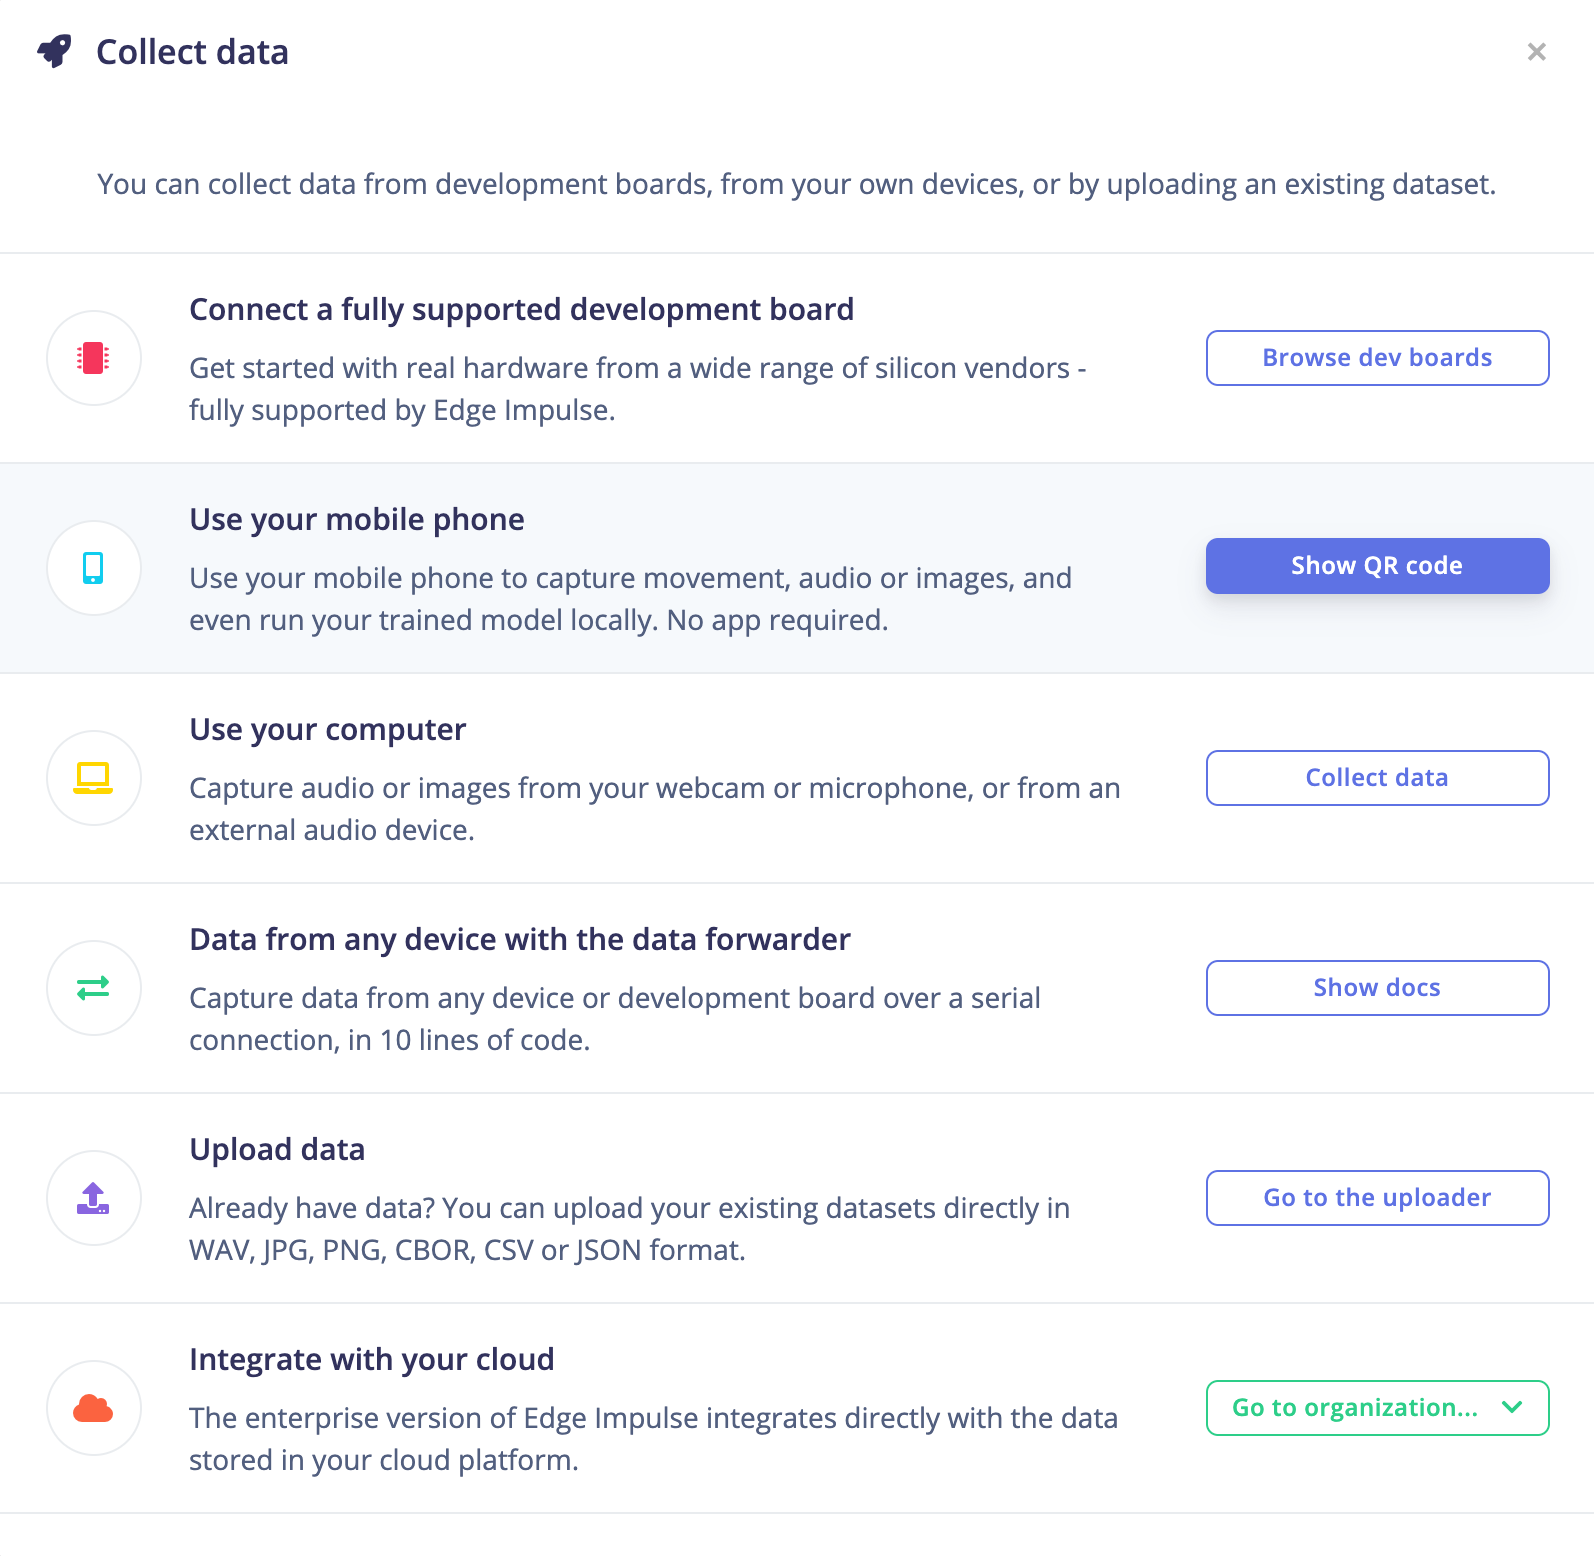 Collect data
×
You can collect data from development boards, from your own devices, or by uploading an existing dataset.
Connect a fully supported development board
Get started with real hardware from a wide range of silicon vendors -
fully supported by Edge Impulse.
Browse dev boards
Use your mobile phone
Use your mobile phone to capture movement, audio or images, and
even run your trained model locally. No app required.
Show QR code
Use your computer
Capture audio or images from your webcam or microphone, or from an
external audio device.
Collect data
Data from any device with the data forwarder
Capture data from any device or development board over a serial
connection, in 10 lines of code.
Show docs
Upload data
Already have data? You can upload your existing datasets directly in
WAV, JPG, PNG, CBOR, CSV or JSON format.
Go to the uploader
Integrate with your cloud
The enterprise version of Edge Impulse integrates directly with the data
stored in your cloud platform.
Go to organization...